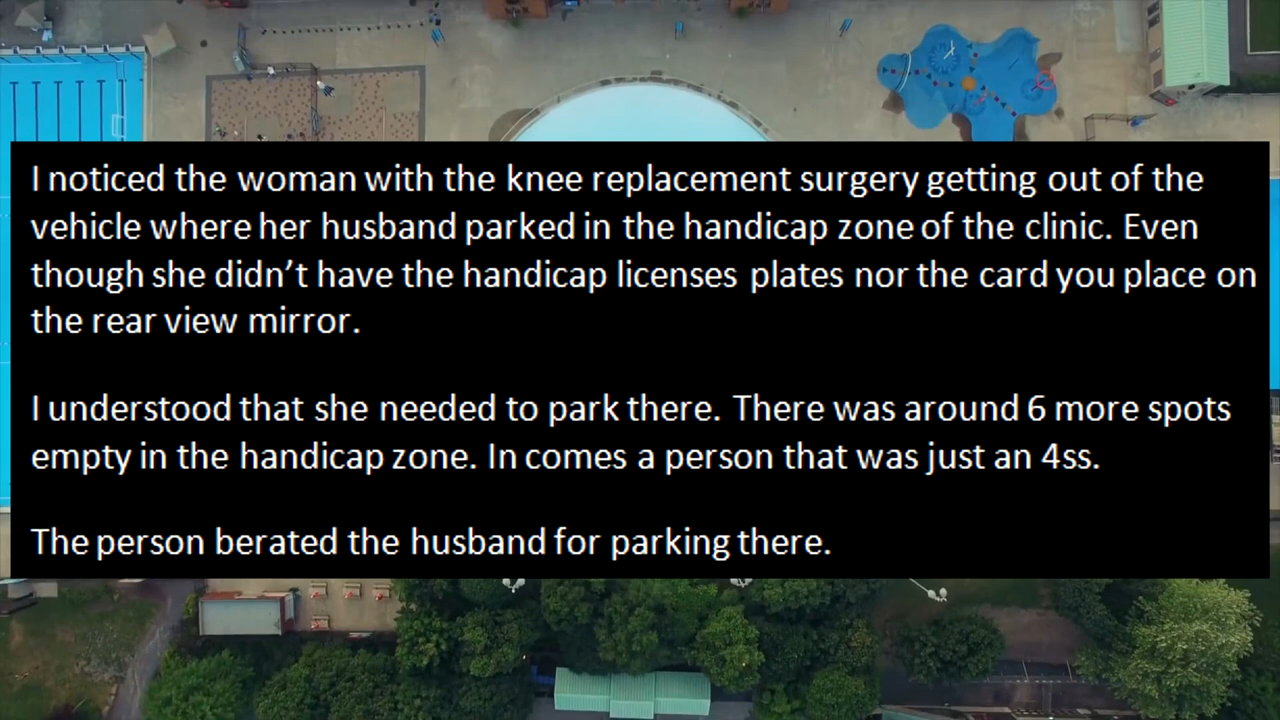 I noticed the woman with the knee replacement surgery getting out of the
vehicle where her husband parked in the handicap zone of the clinic. Even
though she didn’t have the handicap licenses plates nor the card you place on
the rear view mirror.
I understood that she needed to park there. There was around 6 more spots
empty in the handicap zone. In comes a person that was just an 4ss.
The person berated the husband for parking there.